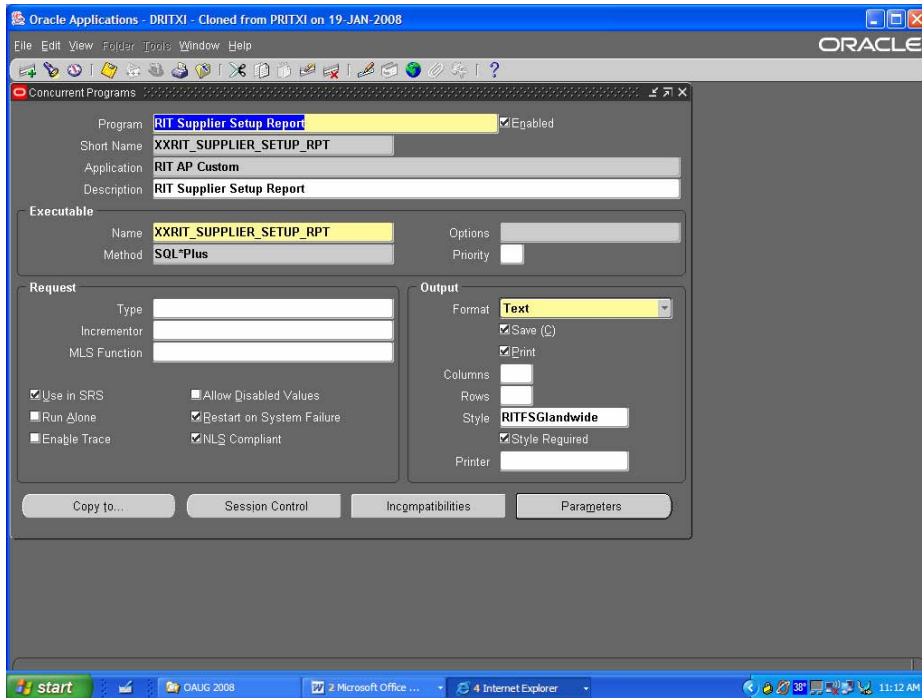 Oracle Applications - DRITXI - Cloned from PRITXI on 19-JAN-2008
File Edit View Folder Tools Window Help
ORACLE
Concurrent Programs
Program RIT Supplier Setup Report Enabled
Short Name XXRIT_SUPPLIER_SETUP_RPT
Application RIT AP Custom
Description RIT Supplier Setup Report
Executable
Name XXRIT_SUPPLIER_SETUP_RPT Options
Method SQL*Plus Priority
Request Output
Type Format Text
Incrementor Save (C)
MLS Function Print
Columns
Use in SRS Allow Disabled Values Rows
Run Alone Restart on System Failure Style RITFSGlandwide
Enable Trace NLS Compliant Style Required
Printer
Copy to... Session Control Incompatibilities Parameters
start OAUG 2008 2 Microsoft Office ... 4 Internet Explorer 38° 11:12 AM